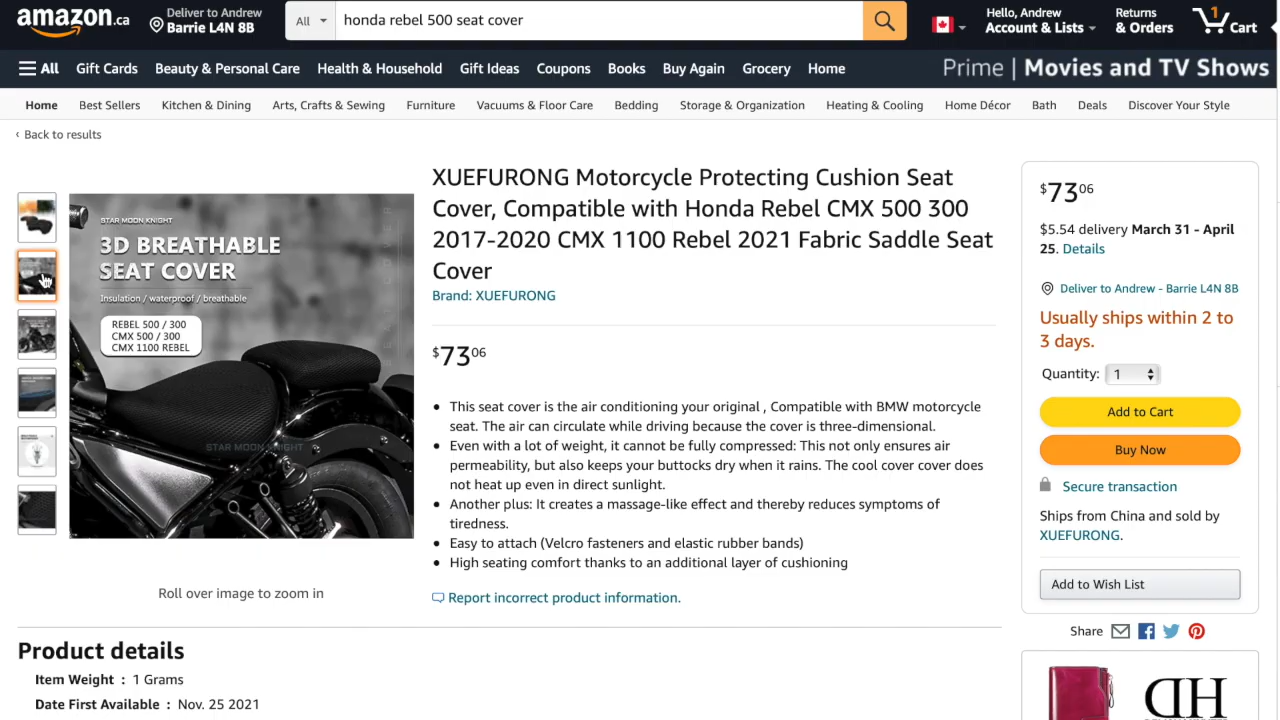 amazon.ca
Deliver to Andrew
Barrie L4N 8B
All
honda rebel 500 seat cover
Hello, Andrew
Account & Lists
Returns
& Orders
1
Cart
All
Gift Cards
Beauty & Personal Care
Health & Household
Gift Ideas
Coupons
Books
Buy Again
Grocery
Home
Prime | Movies and TV Shows
Home
Best Sellers
Kitchen & Dining
Arts, Crafts & Sewing
Furniture
Vacuums & Floor Care
Bedding
Storage & Organization
Heating & Cooling
Home Décor
Bath
Deals
Discover Your Style
‹ Back to results
STAR MOON KNIGHT
3D BREATHABLE
SEAT COVER
Insulation / waterproof / breathable
REBEL 500 / 300
CMX 500 / 300
CMX 1100 REBEL
STAR MOON KNIGHT
Roll over image to zoom in
XUEFURONG Motorcycle Protecting Cushion Seat
Cover, Compatible with Honda Rebel CMX 500 300
2017-2020 CMX 1100 Rebel 2021 Fabric Saddle Seat
Cover
Brand: XUEFURONG
$73 06
• This seat cover is the air conditioning your original , Compatible with BMW motorcycle
seat. The air can circulate while driving because the cover is three-dimensional.
• Even with a lot of weight, it cannot be fully compressed: This not only ensures air
permeability, but also keeps your buttocks dry when it rains. The cool cover cover does
not heat up even in direct sunlight.
• Another plus: It creates a massage-like effect and thereby reduces symptoms of
tiredness.
• Easy to attach (Velcro fasteners and elastic rubber bands)
• High seating comfort thanks to an additional layer of cushioning
Report incorrect product information.
$73 06
$5.54 delivery March 31 - April
25. Details
Deliver to Andrew - Barrie L4N 8B
Usually ships within 2 to
3 days.
Quantity: 1
Add to Cart
Buy Now
Secure transaction
Ships from China and sold by
XUEFURONG.
Add to Wish List
Share
Product details
Item Weight : 1 Grams
Date First Available : Nov. 25 2021